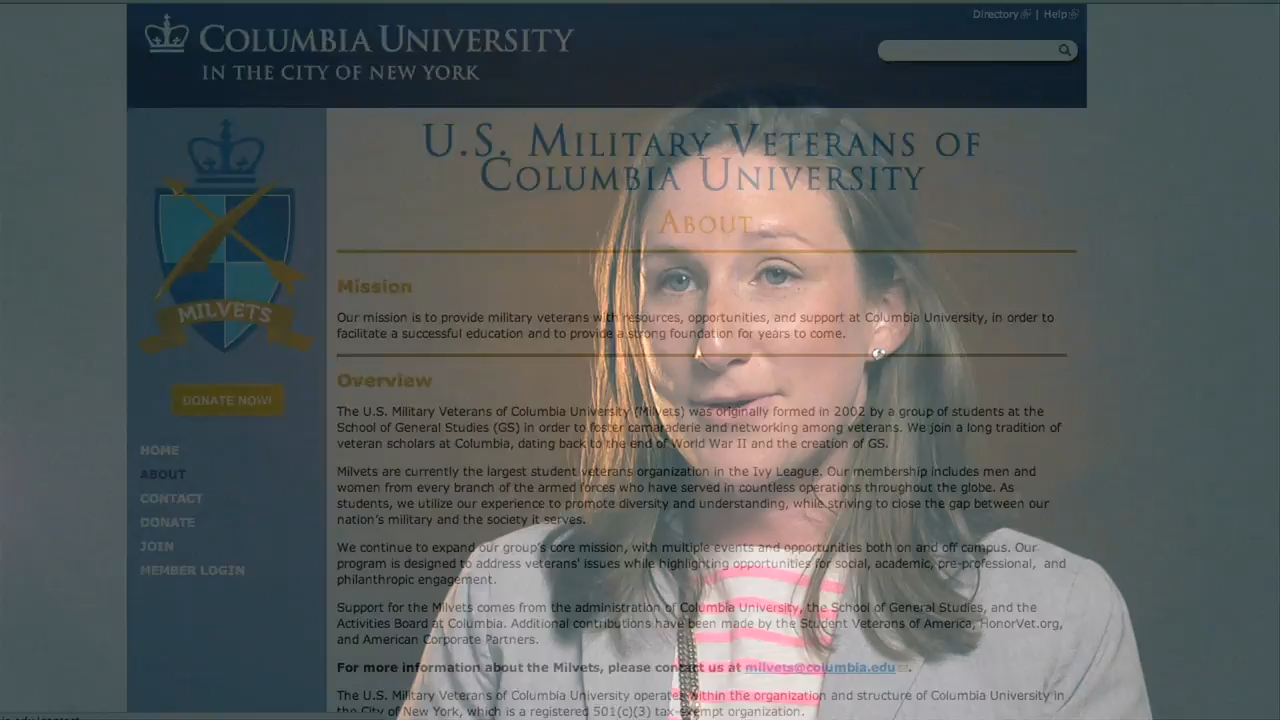 Directory | Help
COLUMBIA UNIVERSITY
IN THE CITY OF NEW YORK
U.S. MILITARY VETERANS OF
COLUMBIA UNIVERSITY
ABOUT
MILVETS
DONATE NOW!
HOME
ABOUT
CONTACT
DONATE
JOIN
MEMBER LOGIN
Mission
Our mission is to provide military veterans with resources, opportunities, and support at Columbia University, in order to
facilitate a successful education and to provide a strong foundation for years to come.
Overview
The U.S. Military Veterans of Columbia University (Milvets) was originally formed in 2002 by a group of students at the
School of General Studies (GS) in order to foster camaraderie and networking among veterans. We join a long tradition of
veteran scholars at Columbia, dating back to the end of World War II and the creation of GS.
Milvets are currently the largest student veterans organization in the Ivy League. Our membership includes men and
women from every branch of the armed forces who have served in countless operations throughout the globe. As
students, we utilize our experience to promote diversity and understanding, while striving to close the gap between our
nation's military and the society it serves.
We continue to expand our group's core mission, with multiple events and opportunities both on and off campus. Our
program is designed to address veterans' issues while highlighting opportunities for social, academic, pre-professional, and
philanthropic engagement.
Support for the Milvets comes from the administration of Columbia University, the School of General Studies, and the
Activities Board at Columbia. Additional contributions have been made by the Student Veterans of America, HonorVet.org,
and American Corporate Partners.
For more information about the Milvets, please contact us at milvets@columbia.edu.
The U.S. Military Veterans of Columbia University operates within the organization and structure of Columbia University in
the City of New York, which is a registered 501(c)(3) tax-exempt organization.